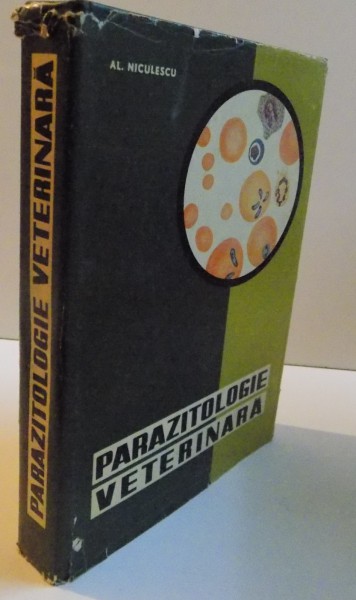 PARAZITOLOGIE VETERINARĂ
AL. NICULESCU
PARAZITOLOGIE
VETERINARĂ